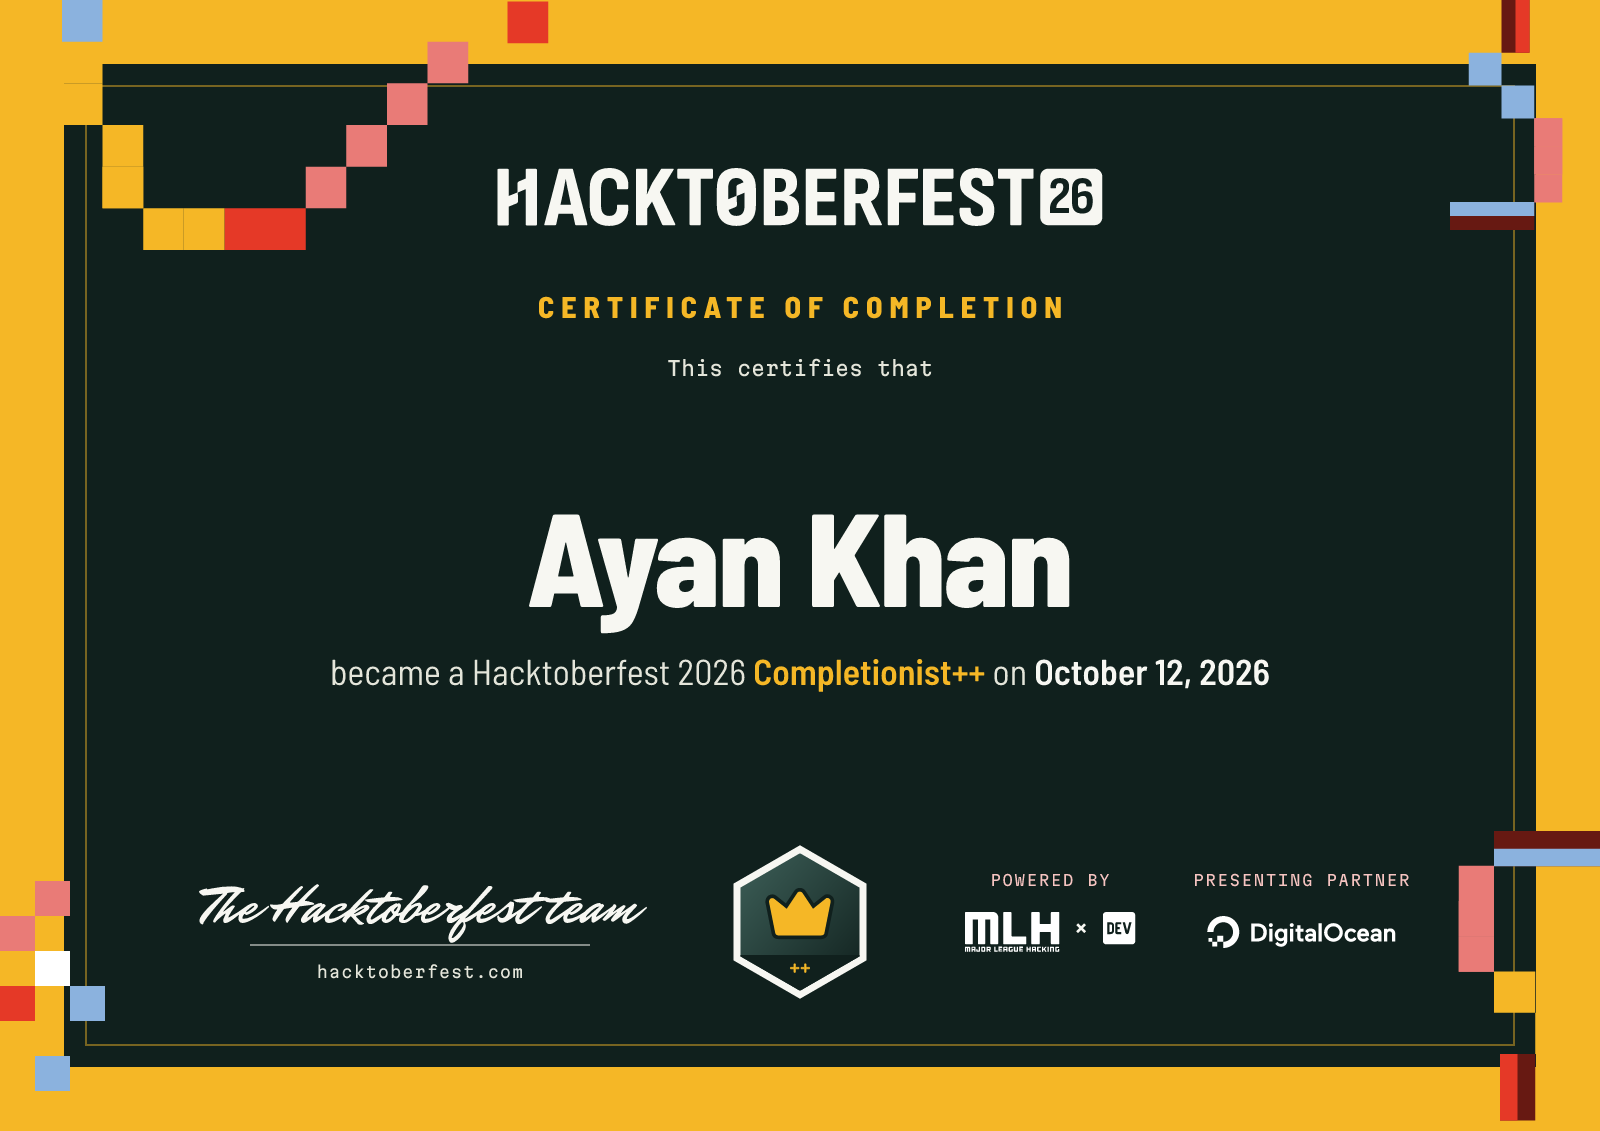 HACKTOBERFEST 26
CERTIFICATE OF COMPLETION
This certifies that
Ayan Khan
became a Hacktoberfest 2026 Completionist++ on October 12, 2026
The Hacktoberfest team
hacktoberfest.com
++
POWERED BY
MLH × DEV
MAJOR LEAGUE HACKING
PRESENTING PARTNER
DigitalOcean